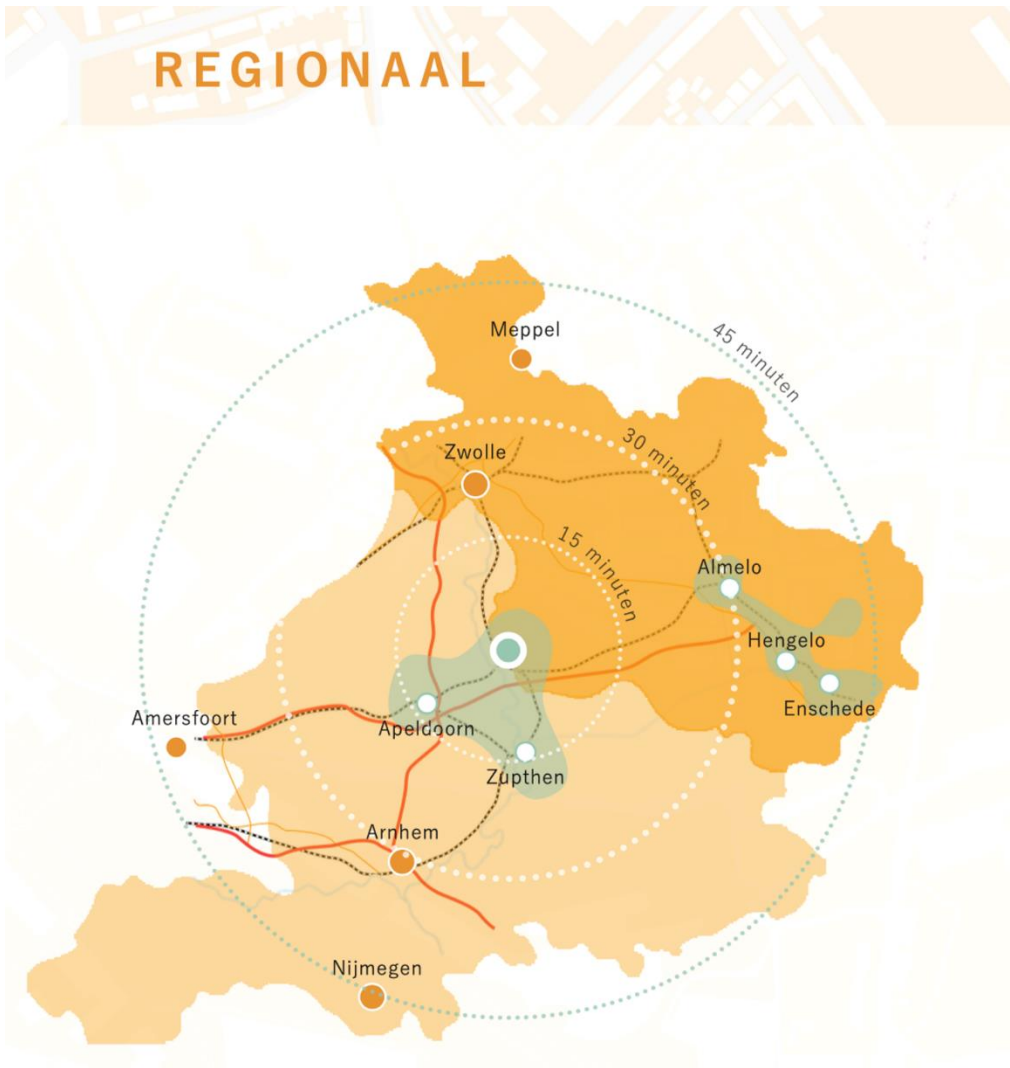 REGIONAAL
45 minuten
Meppel
30 minuten
Zwolle
15 minuten
Almelo
Hengelo
Enschede
Amersfoort
Apeldoorn
Zupthen
Arnhem
Nijmegen